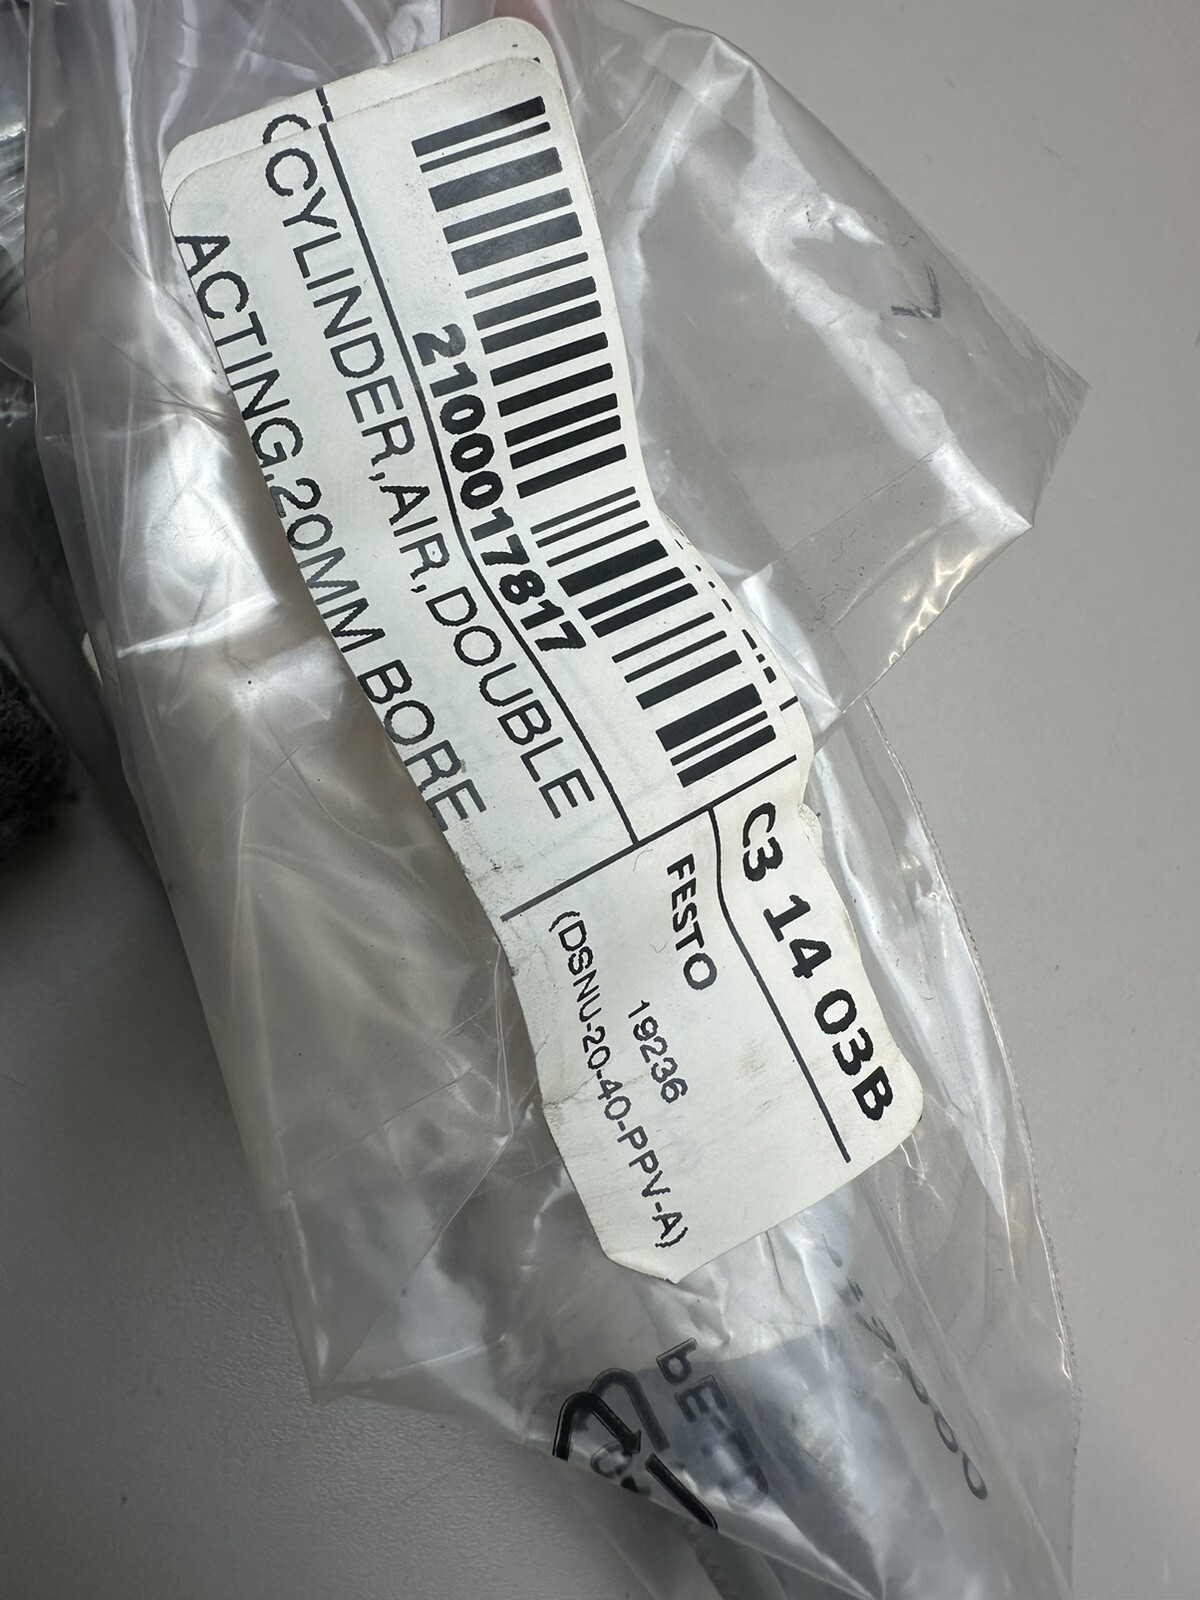 C3 14 03B
2100017817
CYLINDER,AIR,DOUBLE
ACTING,20MM BORE
FESTO
19236
(DSNU-20-40-PPV-A)